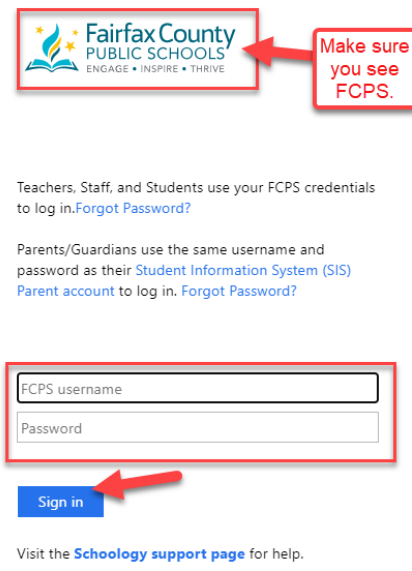 Fairfax County
PUBLIC SCHOOLS
ENGAGE • INSPIRE • THRIVE
Make sure
you see
FCPS.
Teachers, Staff, and Students use your FCPS credentials
to log in.Forgot Password?
Parents/Guardians use the same username and
password as their Student Information System (SIS)
Parent account to log in. Forgot Password?
FCPS username
Password
Sign in
Visit the Schoology support page for help.